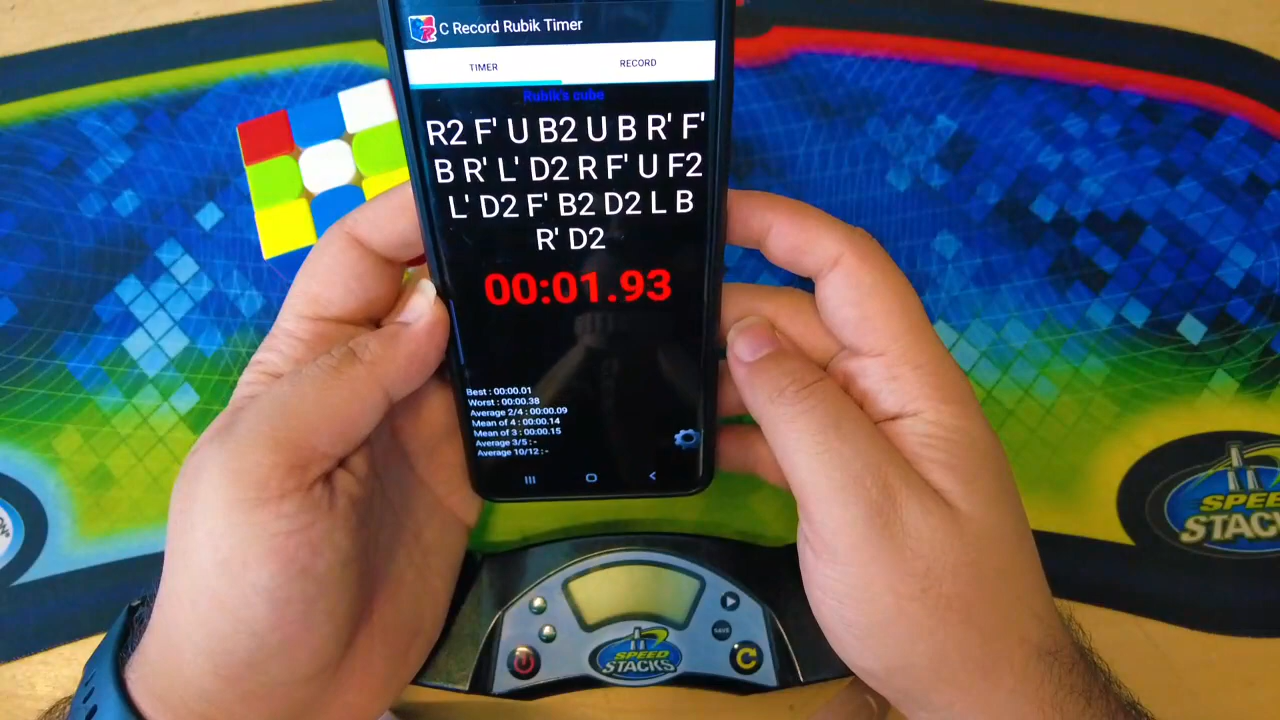 C Record Rubik Timer
TIMER
RECORD
Rubik's cube
R2 F' U B2 U B R' F'
B R' L' D2 R F' U F2
L' D2 F' B2 D2 L B
R' D2
00:01.93
Best : 00:00.01
Worst : 00:00.38
Average 2/4 : 00:00.09
Mean of 4 : 00:00.14
Mean of 3 : 00:00.15
Average 3/5 : -
Average 10/12 : -
SPEED
STACKS
SAVE
SPEE
STACKS